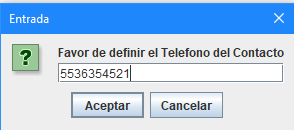 Entrada
?
Favor de definir el Telefono del Contacto
5536354521
Aceptar Cancelar